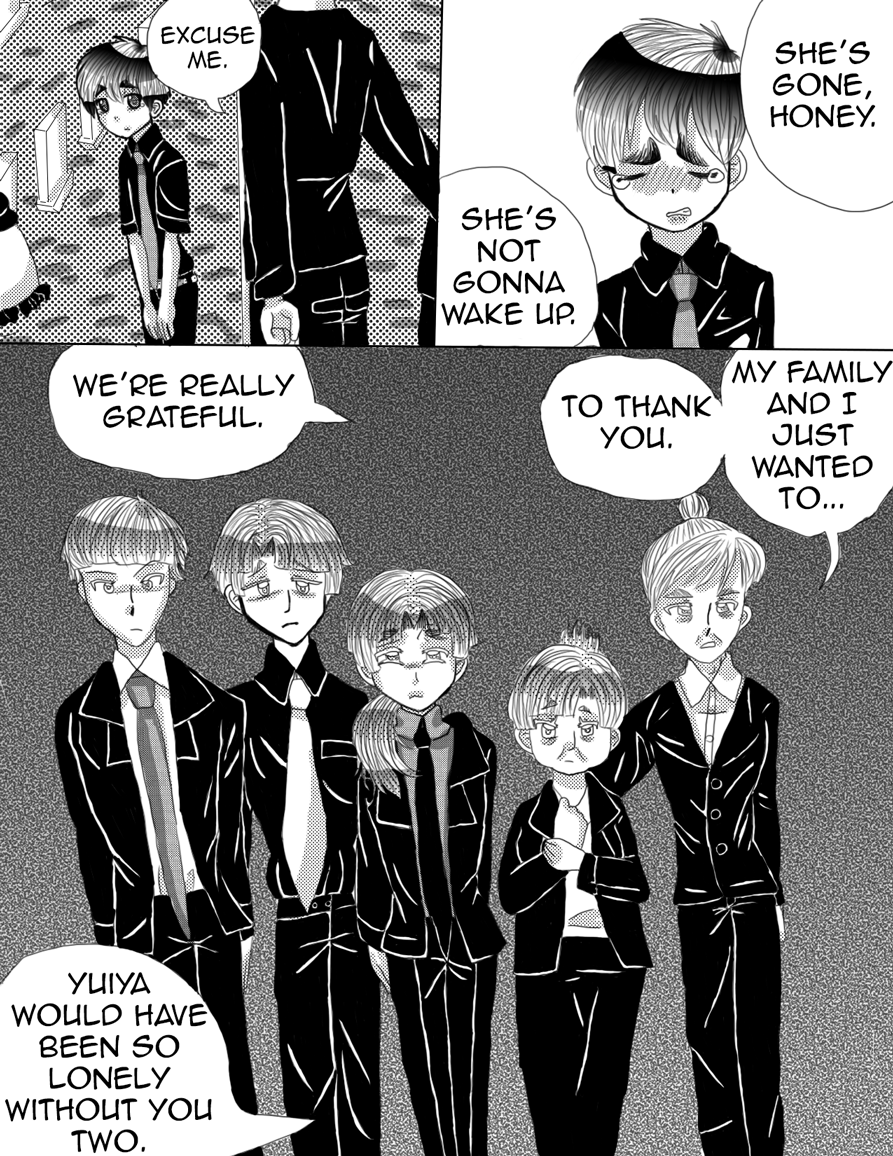 SHE'S
GONE,
HONEY.
SHE'S
NOT
GONNA
WAKE UP.
EXCUSE
ME.
MY FAMILY
AND I
JUST
WANTED
TO...
TO THANK
YOU.
WE'RE REALLY
GRATEFUL.
YUIYA
WOULD HAVE
BEEN SO
LONELY
WITHOUT YOU
TWO.